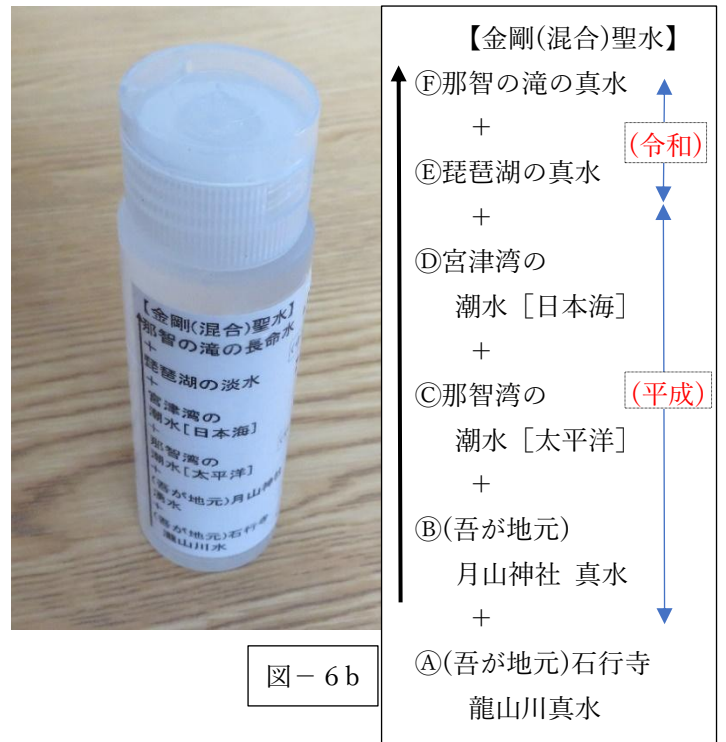 【金剛(混合)聖水】
那智の滝の長命水
+
琵琶湖の淡水
+
宮津湾の
潮水[日本海]
+
那智湾の
潮水[太平洋]
+
(吾が地元)月山神社
湧水
+
(吾が地元)石行寺
瀧山川水
【金剛(混合)聖水】
Ⓕ那智の滝の真水
+
(令和)
Ⓔ琵琶湖の真水
+
Ⓓ宮津湾の
潮水［日本海］
+
Ⓒ那智湾の
(平成)
潮水［太平洋］
+
Ⓑ(吾が地元)
月山神社 真水
+
Ⓐ(吾が地元)石行寺
龍山川真水
図－6b